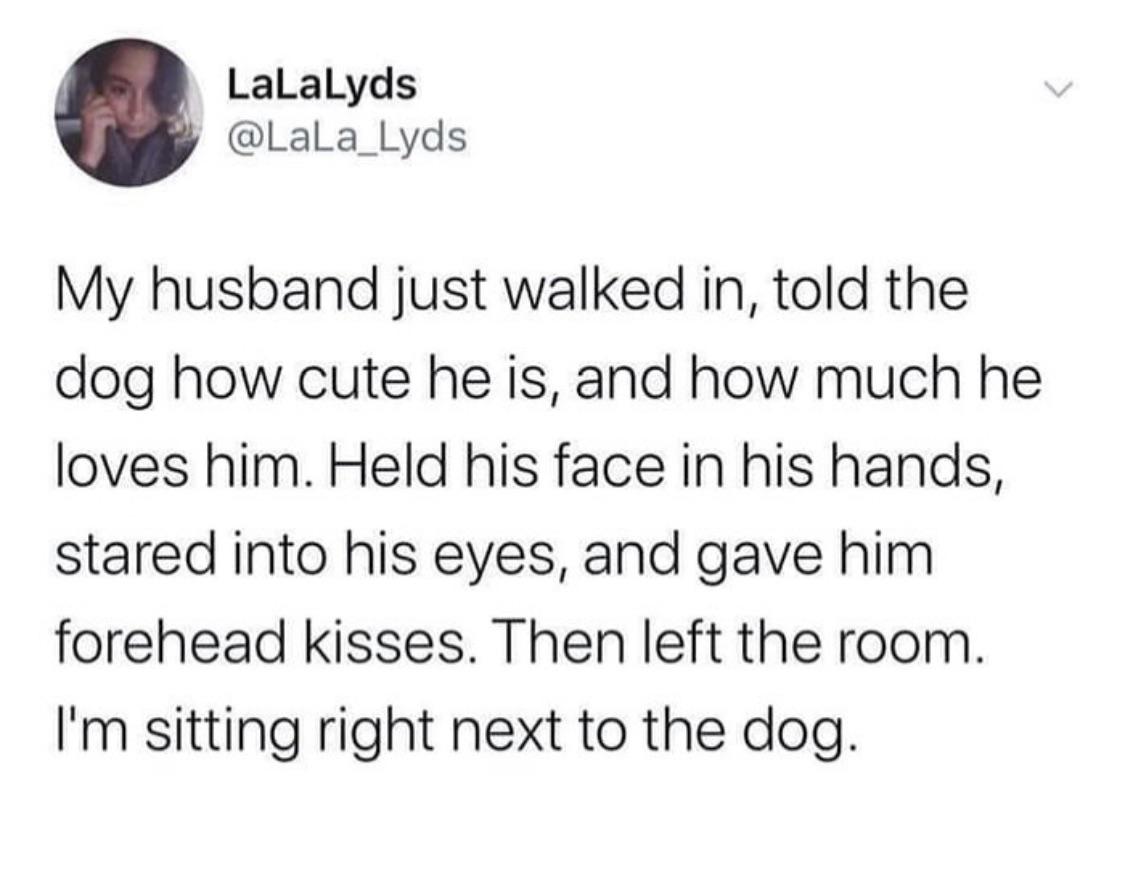 LaLaLyds
@LaLa_Lyds
My husband just walked in, told the
dog how cute he is, and how much he
loves him. Held his face in his hands,
stared into his eyes, and gave him
forehead kisses. Then left the room.
I'm sitting right next to the dog.